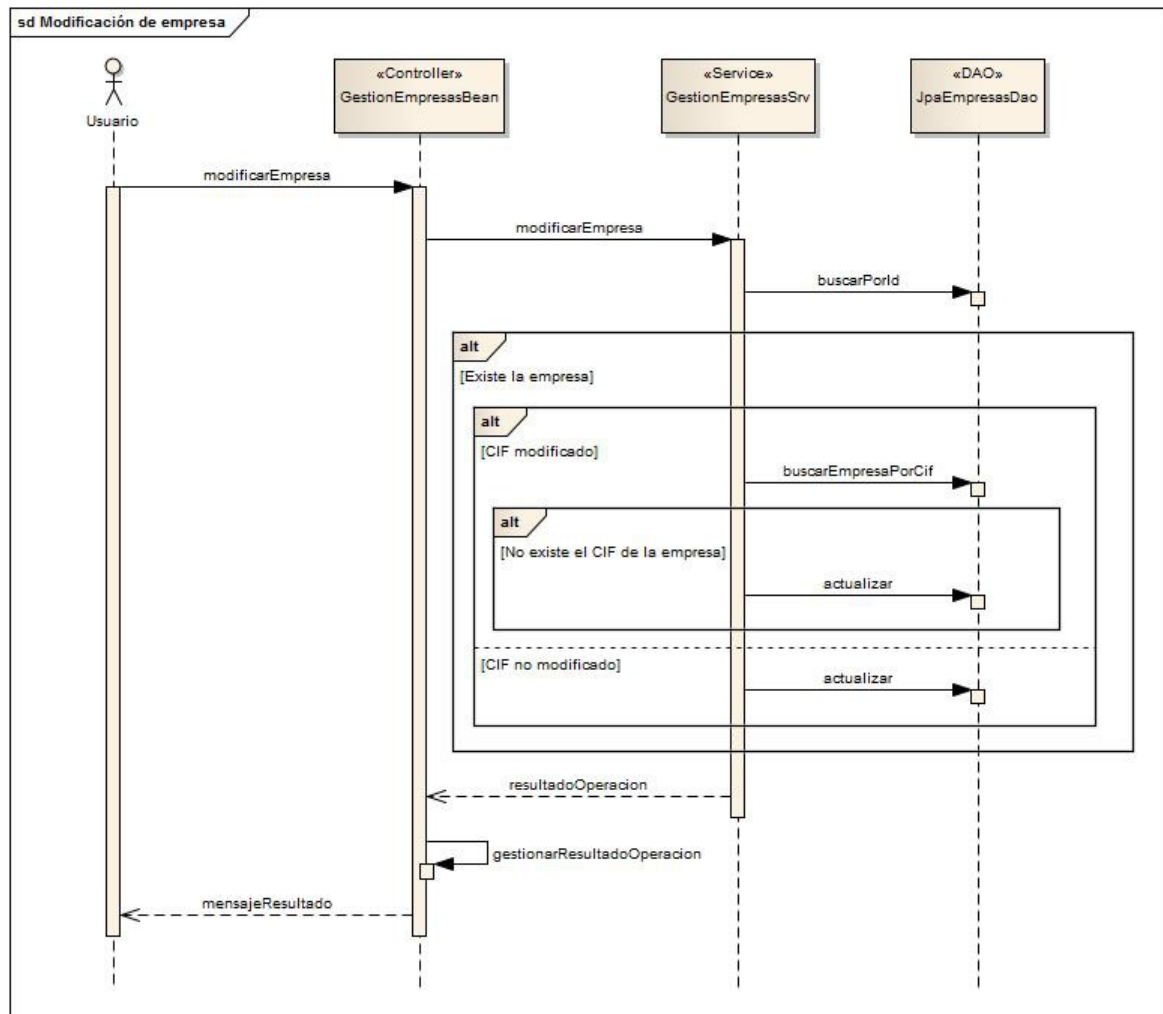 sd Modificación de empresa
Usuario
«Controller»
GestionEmpresasBean
«Service»
GestionEmpresasSrv
«DAO»
JpaEmpresasDao
modificarEmpresa
modificarEmpresa
buscarPorId
alt
[Existe la empresa]
alt
[CIF modificado]
buscarEmpresaPorCif
alt
[No existe el CIF de la empresa]
actualizar
[CIF no modificado]
actualizar
resultadoOperacion
gestionarResultadoOperacion
mensajeResultado